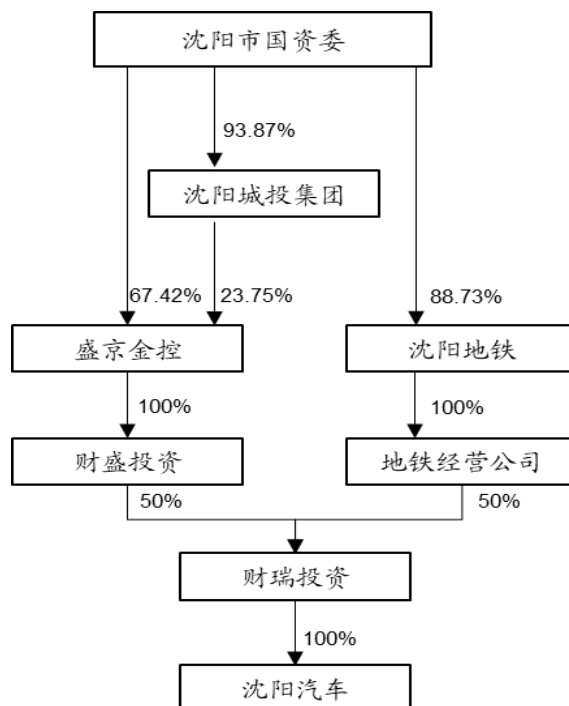 沈阳市国资委
93.87%
沈阳城投集团
67.42%
23.75%
88.73%
盛京金控
沈阳地铁
100%
100%
财盛投资
地铁经营公司
50%
50%
财瑞投资
100%
沈阳汽车